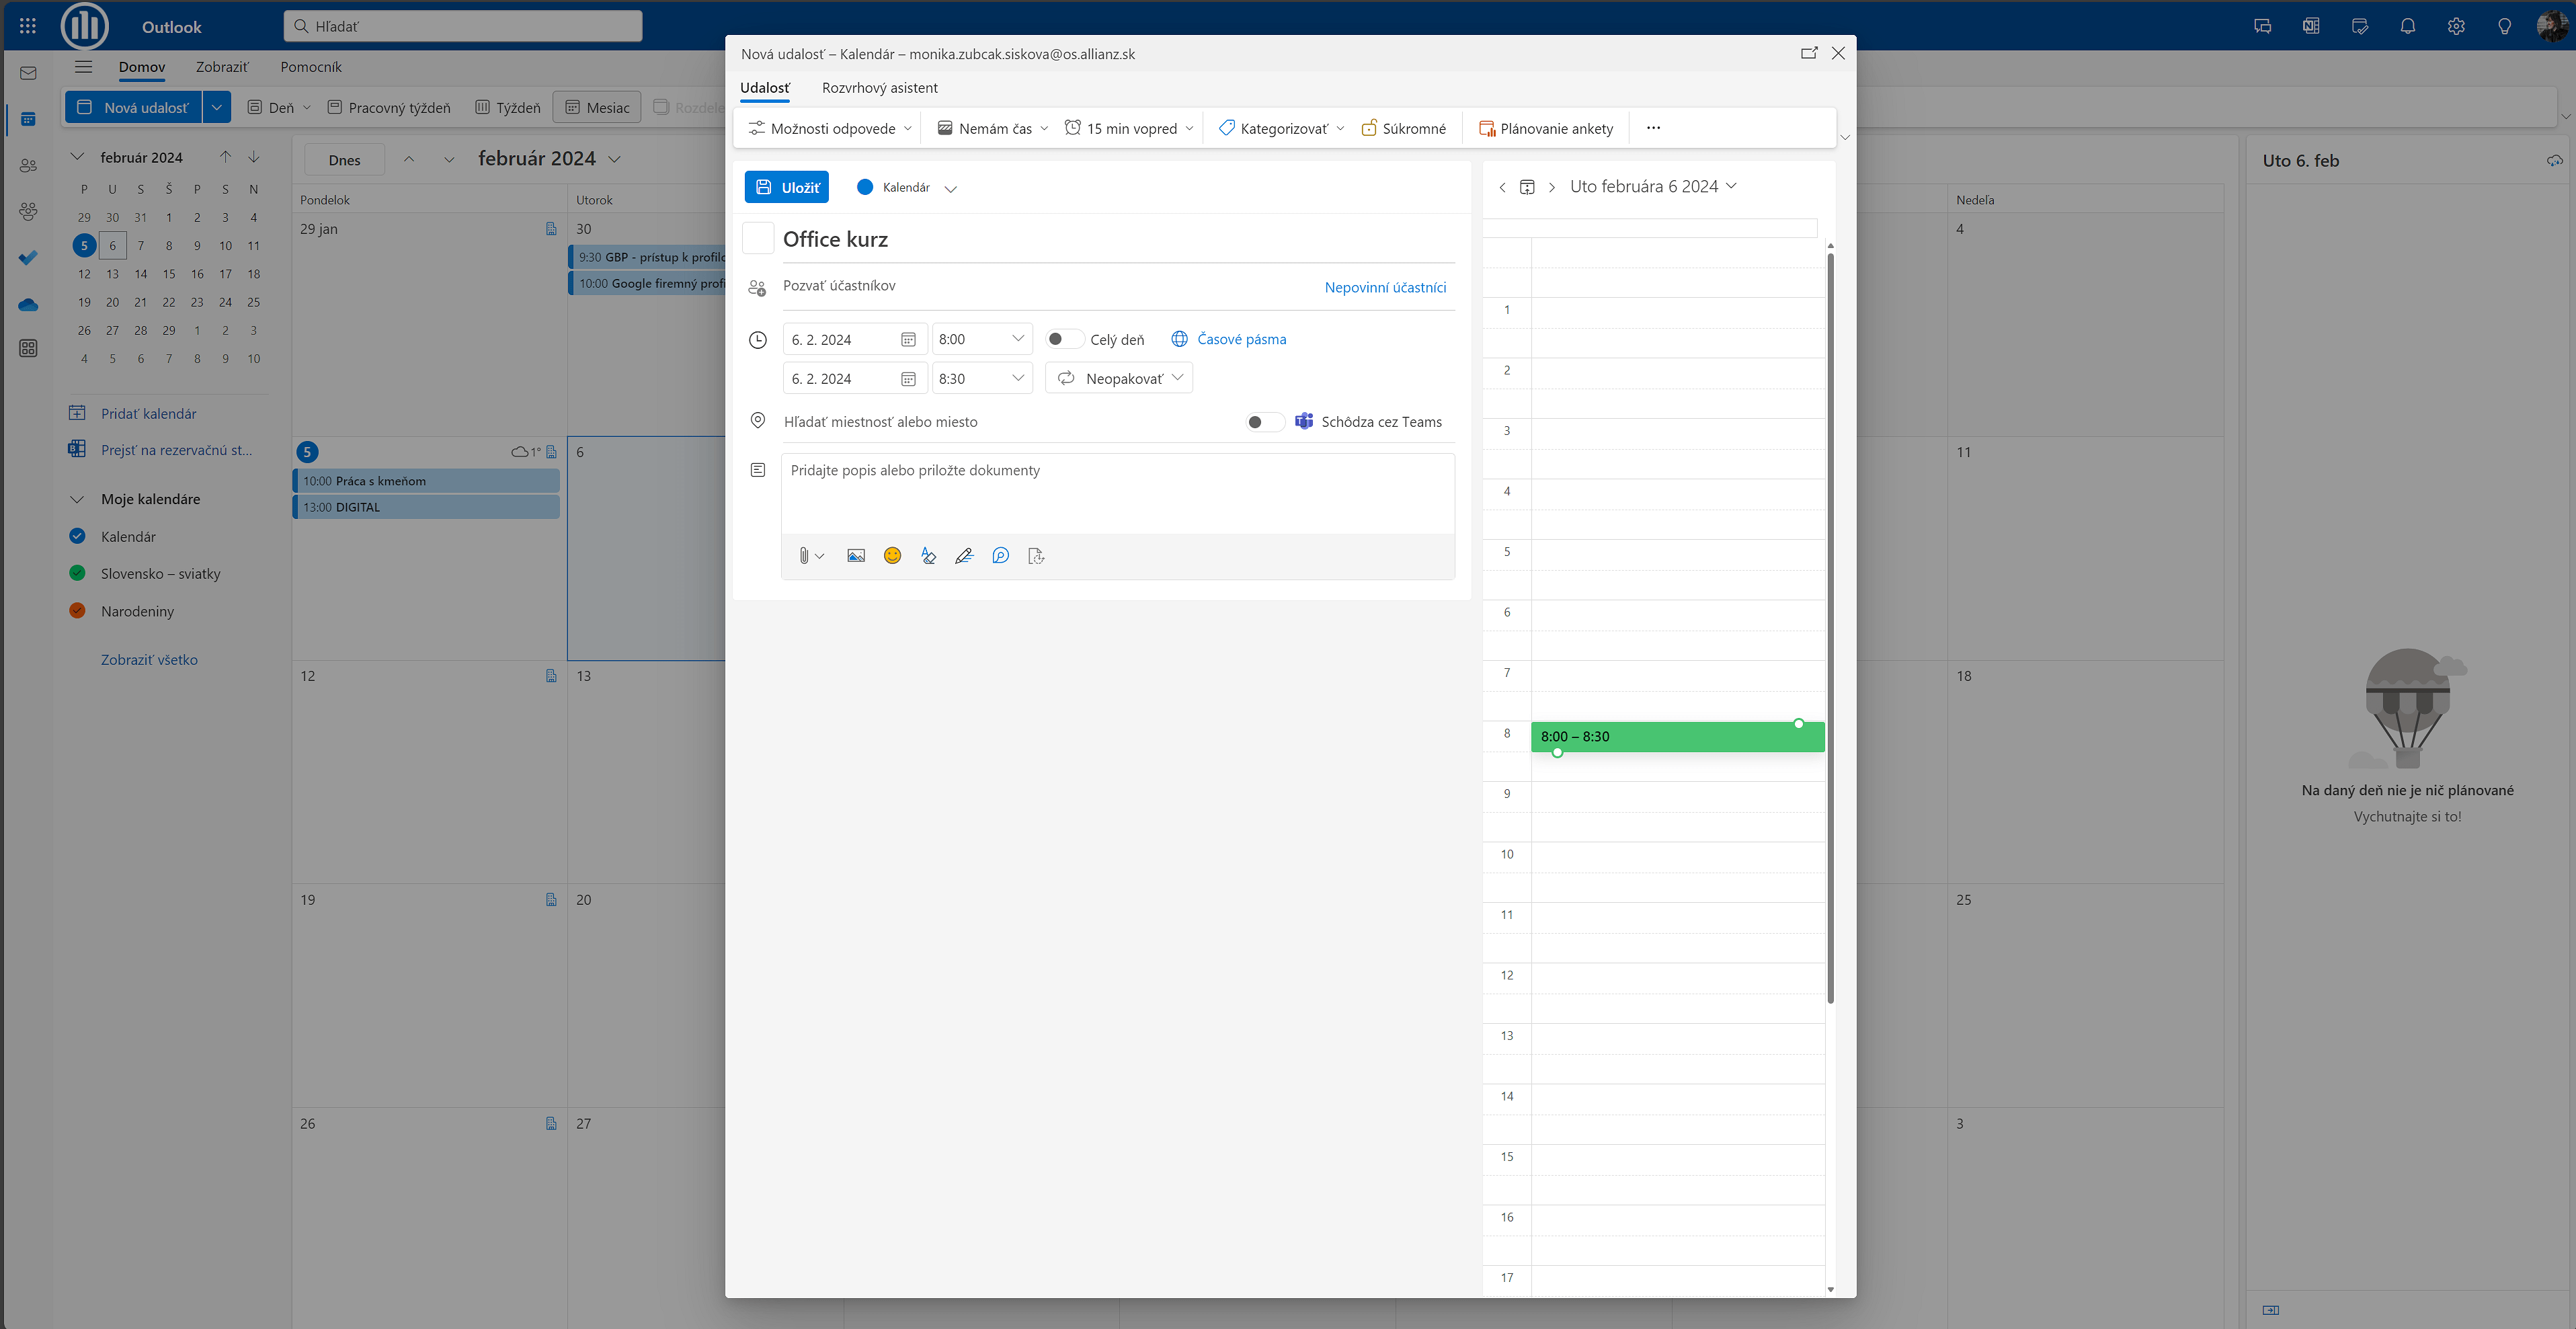 Outlook
Hľadať
Domov
Zobraziť
Pomocník
Nová udalosť
Deň
Pracovný týždeň
Týždeň
Mesiac
Rozdele
február 2024
P U S Š P S N
29 30 31 1 2 3 4
5 6 7 8 9 10 11
12 13 14 15 16 17 18
19 20 21 22 23 24 25
26 27 28 29 1 2 3
4 5 6 7 8 9 10
Pridať kalendár
Prejsť na rezervačnú st...
Moje kalendáre
Kalendár
Slovensko – sviatky
Narodeniny
Zobraziť všetko
Dnes
február 2024
Pondelok
Utorok
Nedeľa
29 jan
30
9:30 GBP - prístup k profilo
10:00 Google firemný profi
4
5
1°
10:00 Práca s kmeňom
13:00 DIGITAL
6
11
12
13
18
19
20
25
26
27
3
Nová udalosť – Kalendár – monika.zubcak.siskova@os.allianz.sk
Udalosť
Rozvrhový asistent
Možnosti odpovede
Nemám čas
15 min vopred
Kategorizovať
Súkromné
Plánovanie ankety
Uložiť
Kalendár
Office kurz
Pozvať účastníkov
Nepovinní účastníci
6. 2. 2024
8:00
Celý deň
Časové pásma
6. 2. 2024
8:30
Neopakovať
Hľadať miestnosť alebo miesto
Schôdza cez Teams
Pridajte popis alebo priložte dokumenty
Uto februára 6 2024
1
2
3
4
5
6
7
8
8:00 – 8:30
9
10
11
12
13
14
15
16
17
Uto 6. feb
Na daný deň nie je nič plánované
Vychutnajte si to!